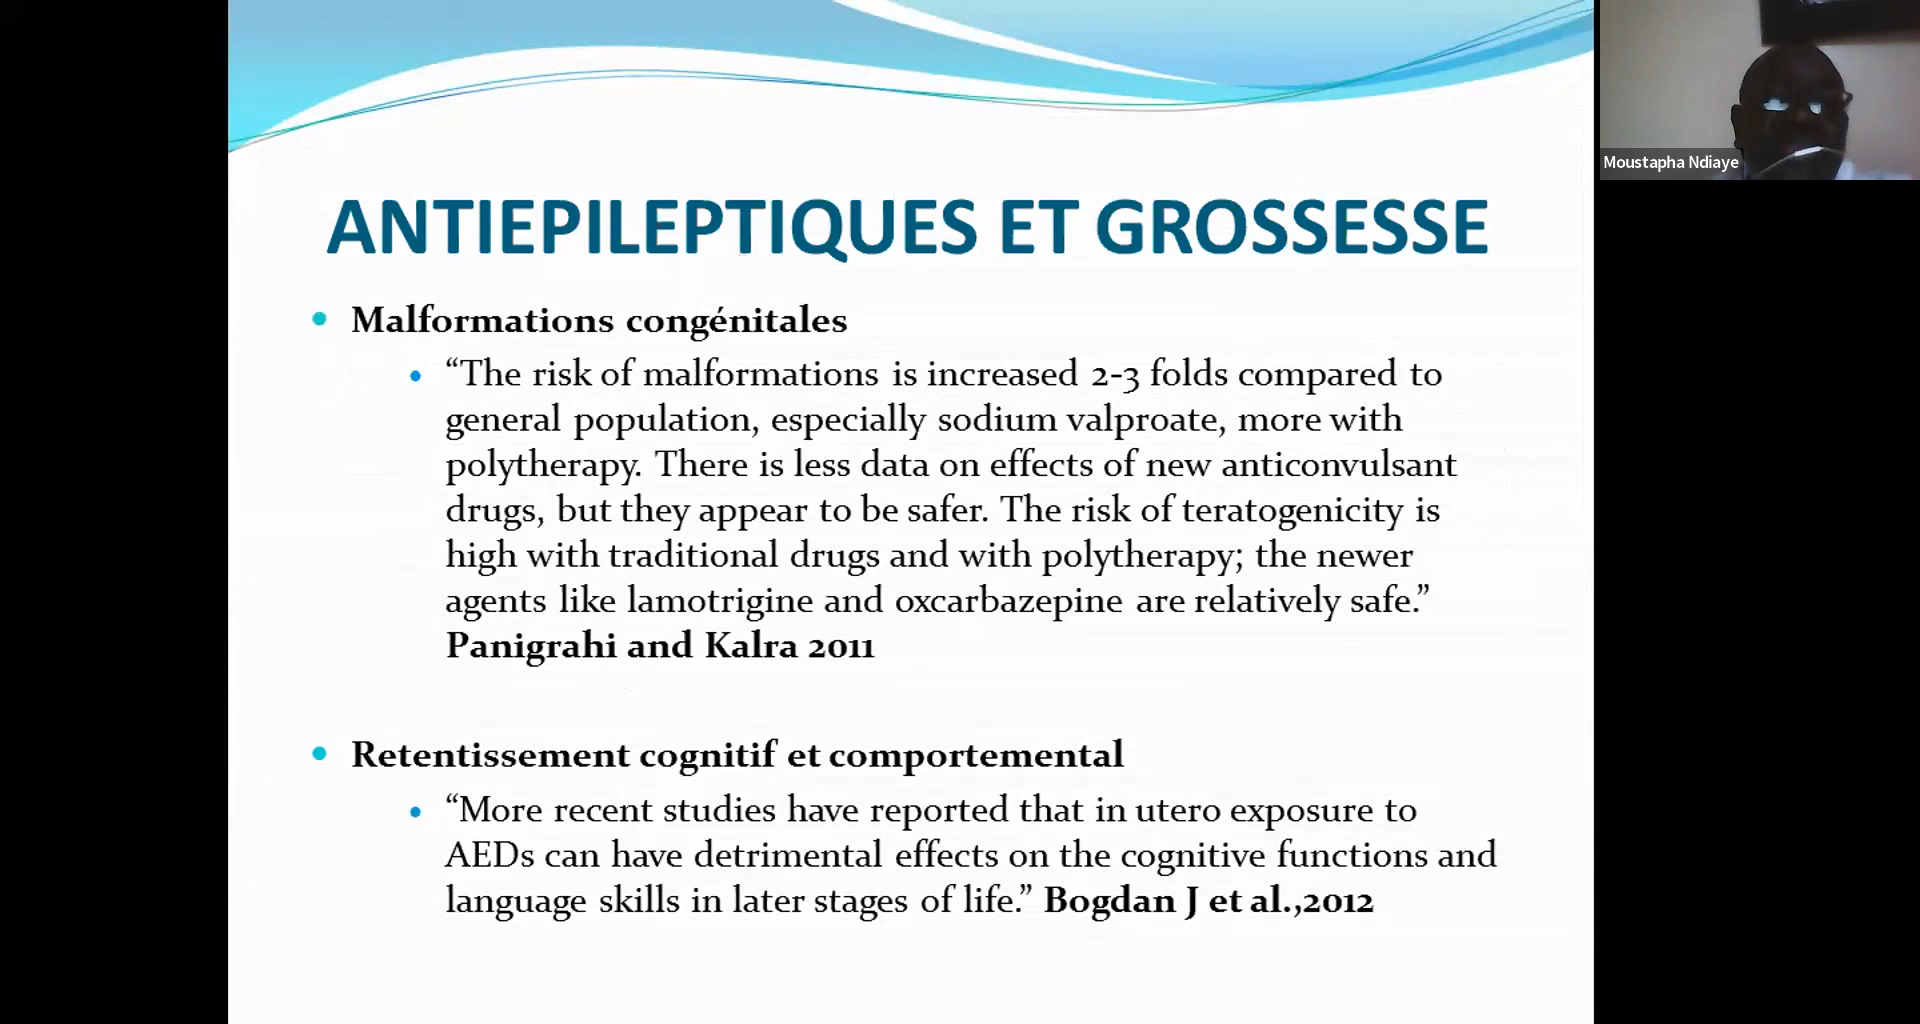 ANTIEPILEPTIQUES ET GROSSESSE
• Malformations congénitales
• “The risk of malformations is increased 2-3 folds compared to
general population, especially sodium valproate, more with
polytherapy. There is less data on effects of new anticonvulsant
drugs, but they appear to be safer. The risk of teratogenicity is
high with traditional drugs and with polytherapy; the newer
agents like lamotrigine and oxcarbazepine are relatively safe.”
Panigrahi and Kalra 2011
• Retentissement cognitif et comportemental
• “More recent studies have reported that in utero exposure to
AEDs can have detrimental effects on the cognitive functions and
language skills in later stages of life.” Bogdan J et al.,2012
Moustapha Ndiaye